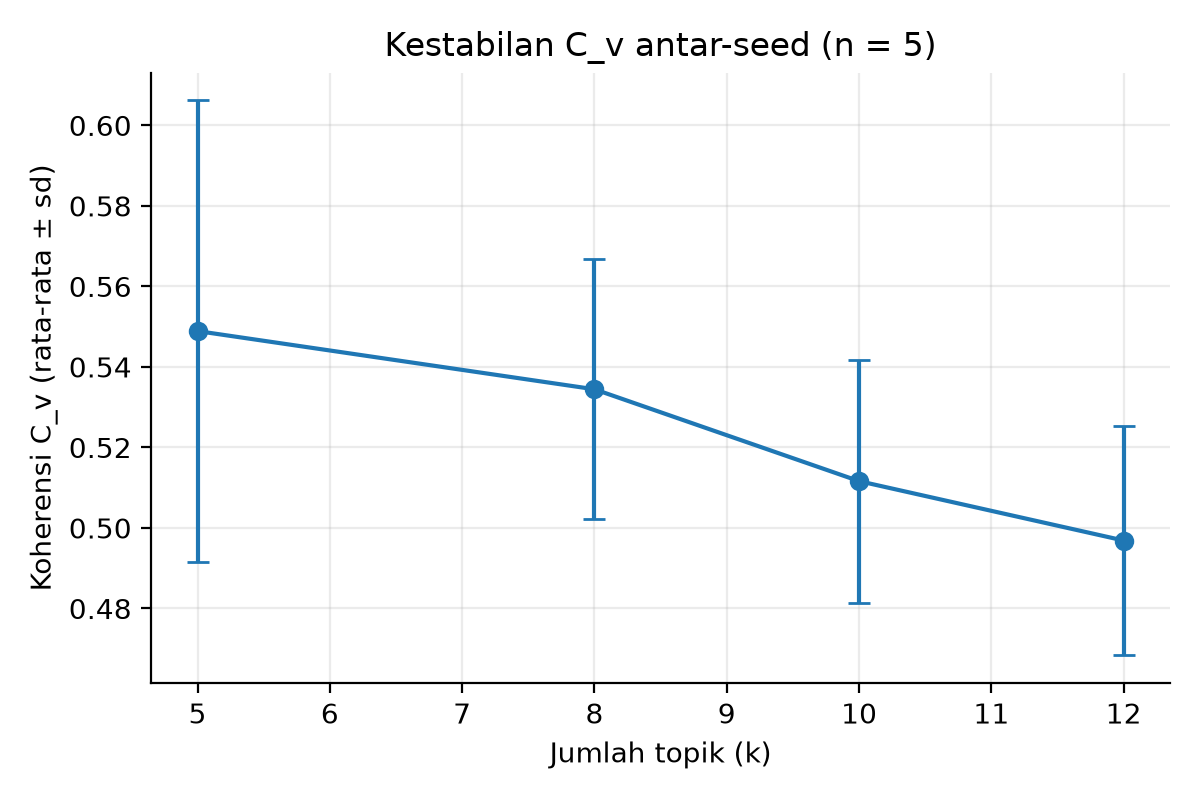 Kestabilan C_v antar-seed (n = 5)
Koherensi C_v (rata-rata ± sd)
0.60
0.58
0.56
0.54
0.52
0.50
0.48
5 6 7 8 9 10 11 12
Jumlah topik (k)